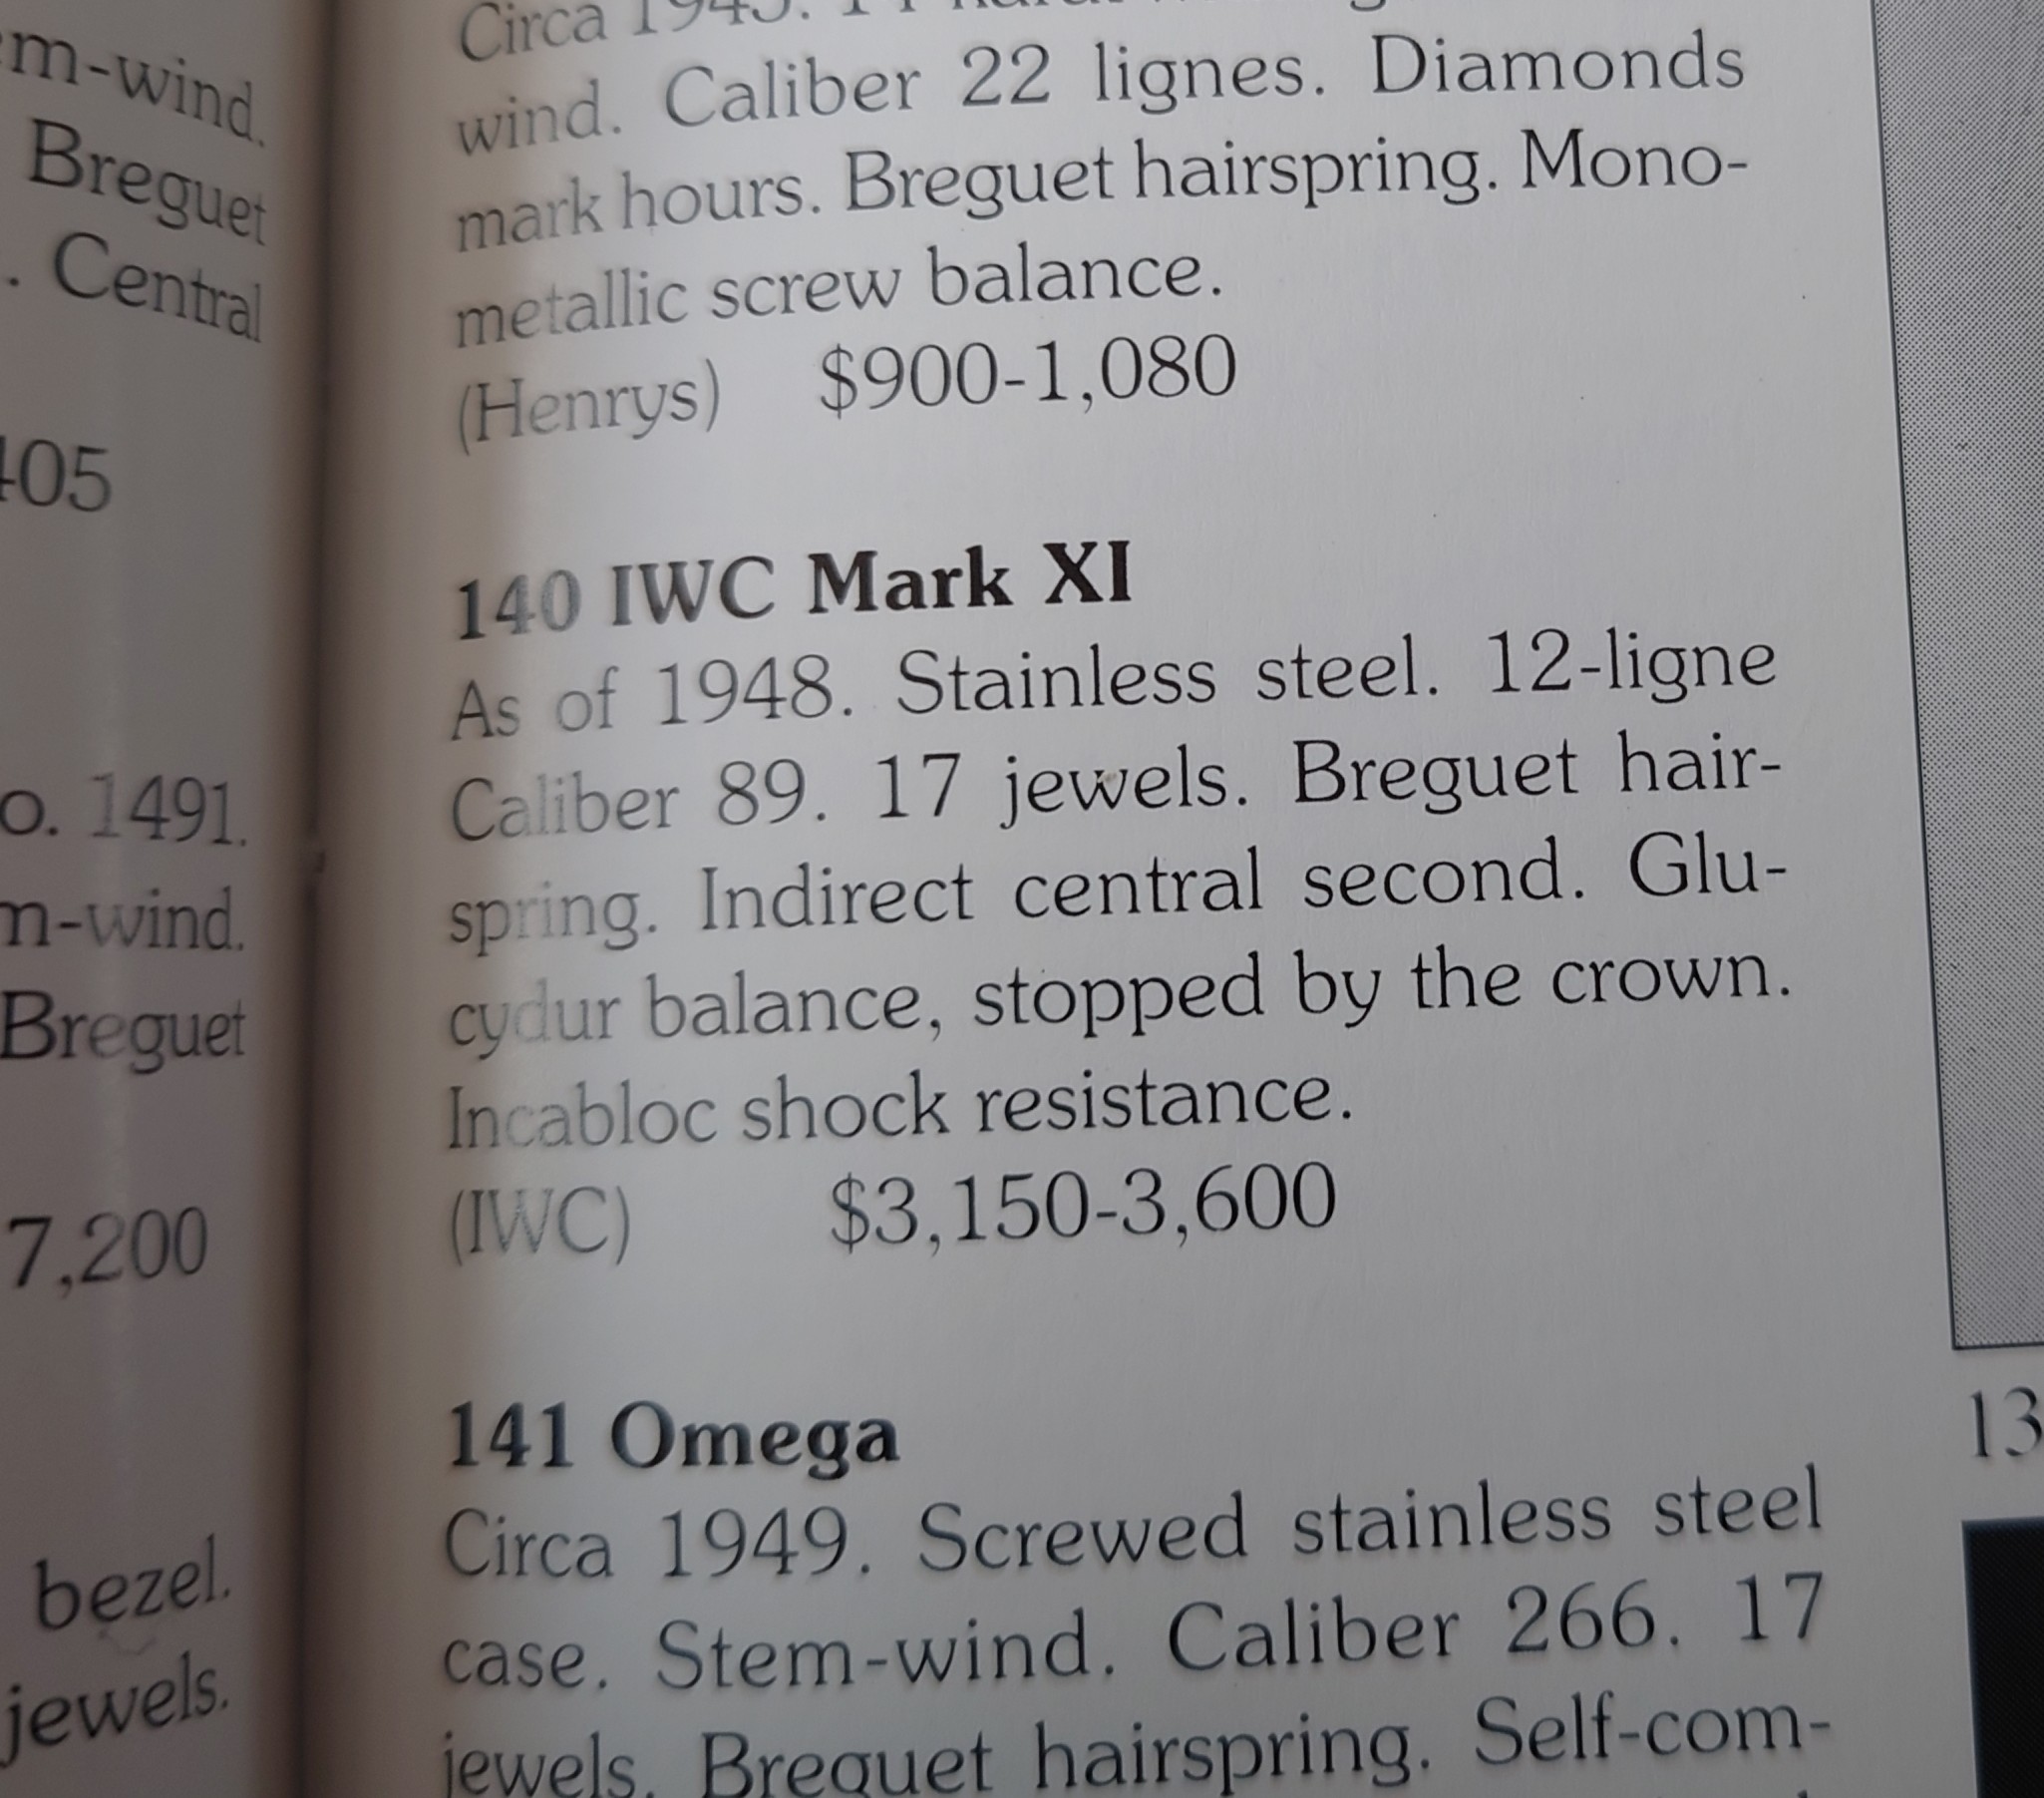 m-wind.
Breguet
. Central
405
o. 1491.
m-wind.
Breguet
7,200
bezel.
jewels.
Circa 1945. 14
wind. Caliber 22 lignes. Diamonds
mark hours. Breguet hairspring. Mono-
metallic screw balance.
(Henrys) $900-1,080
140 IWC Mark XI
As of 1948. Stainless steel. 12-ligne
Caliber 89. 17 jewels. Breguet hair-
spring. Indirect central second. Glu-
cydur balance, stopped by the crown.
Incabloc shock resistance.
(IWC) $3,150-3,600
141 Omega
Circa 1949. Screwed stainless steel
case. Stem-wind. Caliber 266. 17
jewels. Breguet hairspring. Self-com-
13